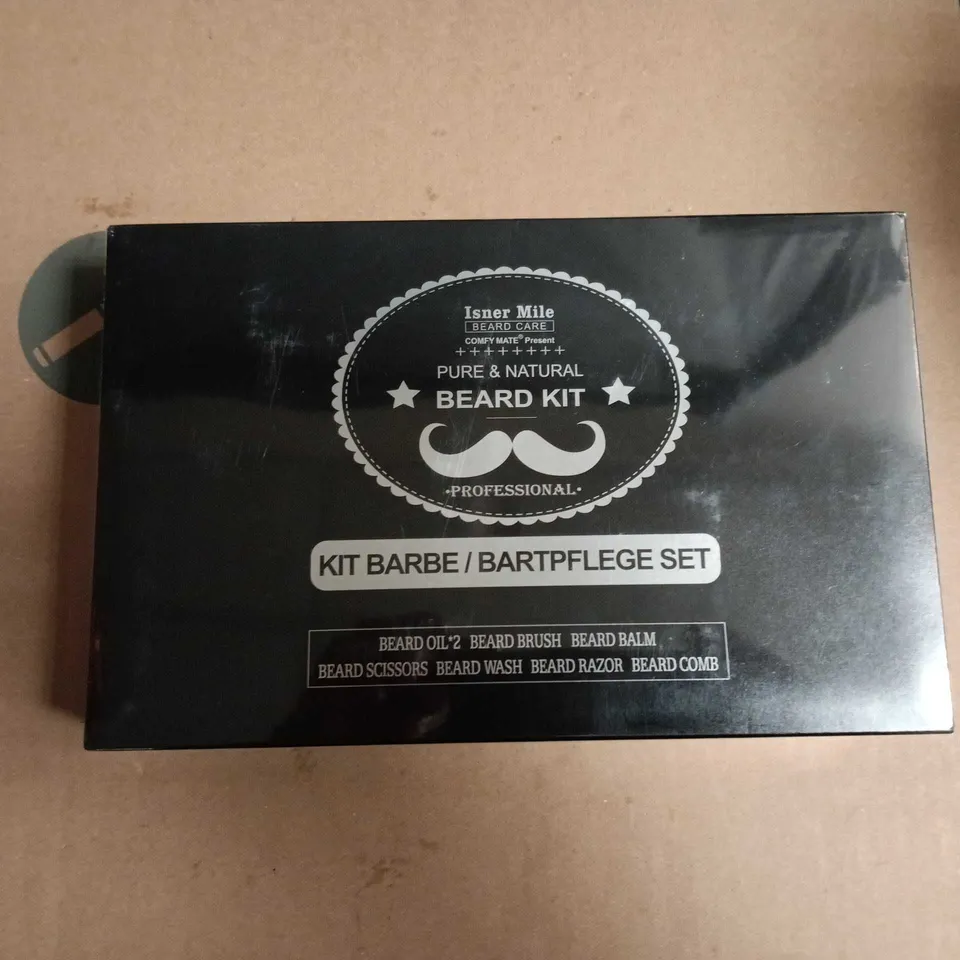 Isner Mile
BEARD CARE
COMFY MATE® Present
++++++++
PURE & NATURAL
BEARD KIT
·PROFESSIONAL·
KIT BARBE / BARTPFLEGE SET
BEARD OIL*2 BEARD BRUSH BEARD BALM
BEARD SCISSORS BEARD WASH BEARD RAZOR BEARD COMB